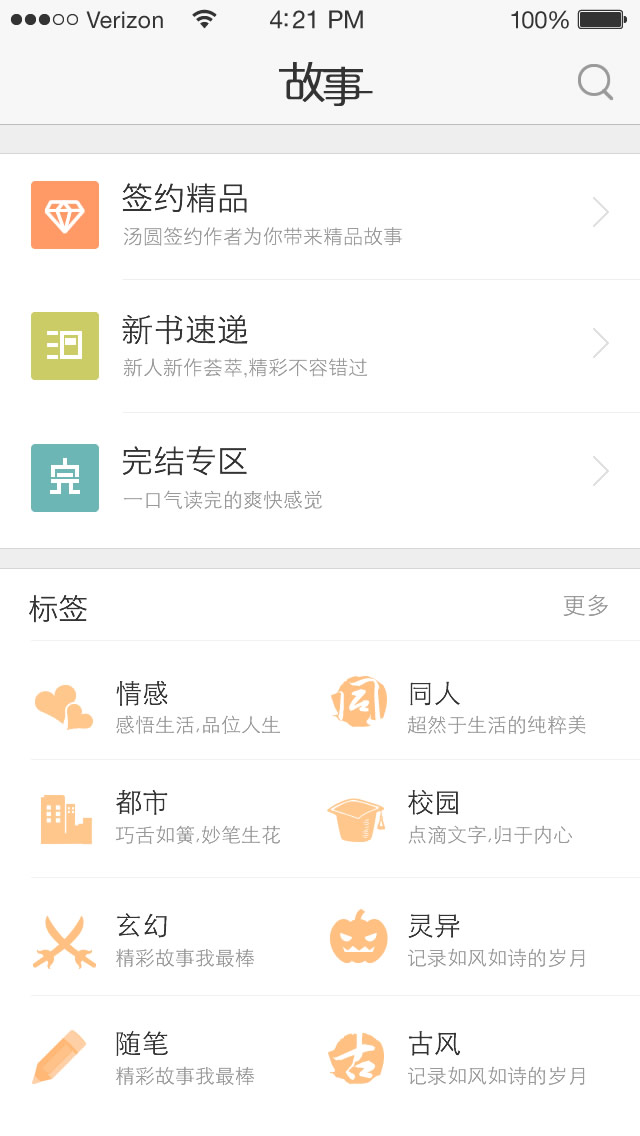 Verizon 4:21 PM 100%
故事
签约精品
汤圆签约作者为你带来精品故事
新书速递
新人新作荟萃,精彩不容错过
完
完结专区
一口气读完的爽快感觉
标签 更多
情感
感悟生活,品位人生
同
同人
超然于生活的纯粹美
都市
巧舌如簧,妙笔生花
校园
点滴文字,归于内心
玄幻
精彩故事我最棒
灵异
记录如风如诗的岁月
随笔
精彩故事我最棒
古
古风
记录如风如诗的岁月